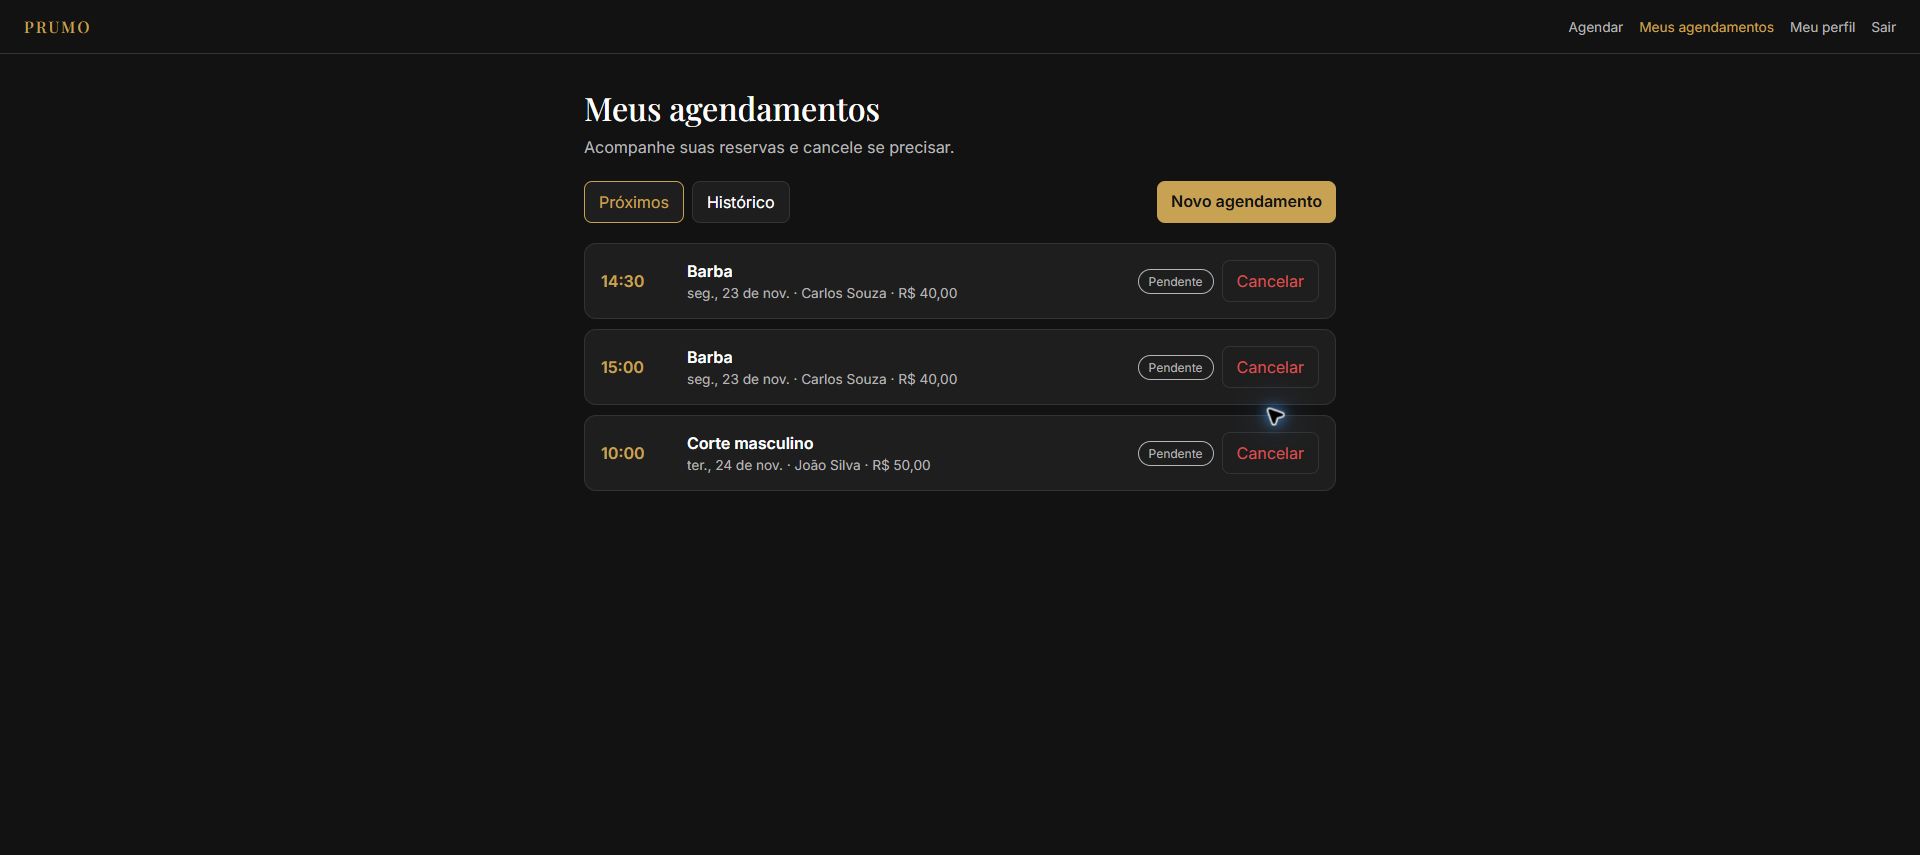 PRUMO
Agendar Meus agendamentos Meu perfil Sair
Meus agendamentos
Acompanhe suas reservas e cancele se precisar.
Próximos Histórico Novo agendamento
14:30 Barba
seg., 23 de nov. · Carlos Souza · R$ 40,00
Pendente Cancelar
15:00 Barba
seg., 23 de nov. · Carlos Souza · R$ 40,00
Pendente Cancelar
10:00 Corte masculino
ter., 24 de nov. · João Silva · R$ 50,00
Pendente Cancelar